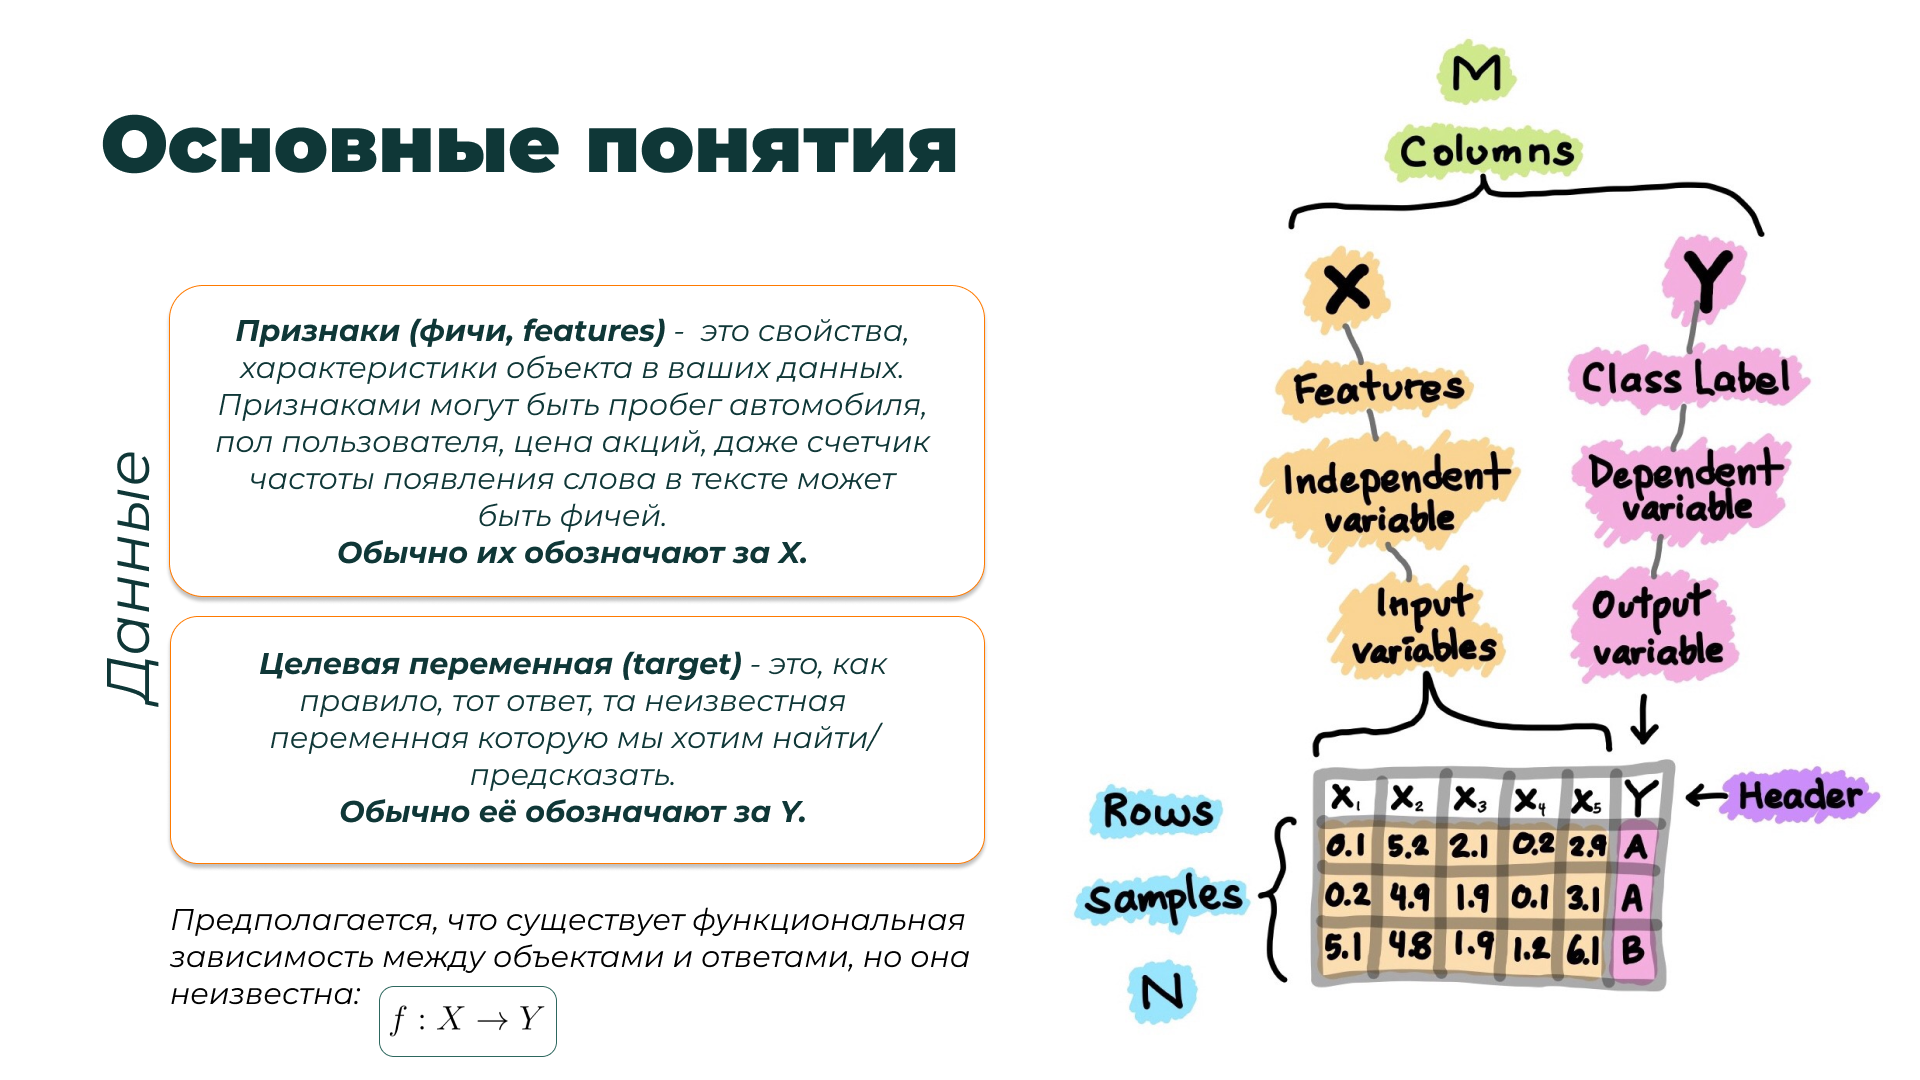 Основные понятия
Данные
Признаки (фичи, features) - это свойства,
характеристики объекта в ваших данных.
Признаками могут быть пробег автомобиля,
пол пользователя, цена акций, даже счетчик
частоты появления слова в тексте может
быть фичей.
Обычно их обозначают за X.
Целевая переменная (target) - это, как
правило, тот ответ, та неизвестная
переменная которую мы хотим найти/
предсказать.
Обычно её обозначают за Y.
Предполагается, что существует функциональная
зависимость между объектами и ответами, но она
неизвестна:
f : X → Y
M
Columns
X
Features
Independent
variable
Input
variables
Y
Class Label
Dependent
variable
Output
variable
Rows
Samples
N
Header
X₁ X₂ X₃ X₄ X₅ Y
0.1 5.2 2.1 0.2 2.9 A
0.2 4.9 1.9 0.1 3.1 A
5.1 4.8 1.9 1.2 6.1 B